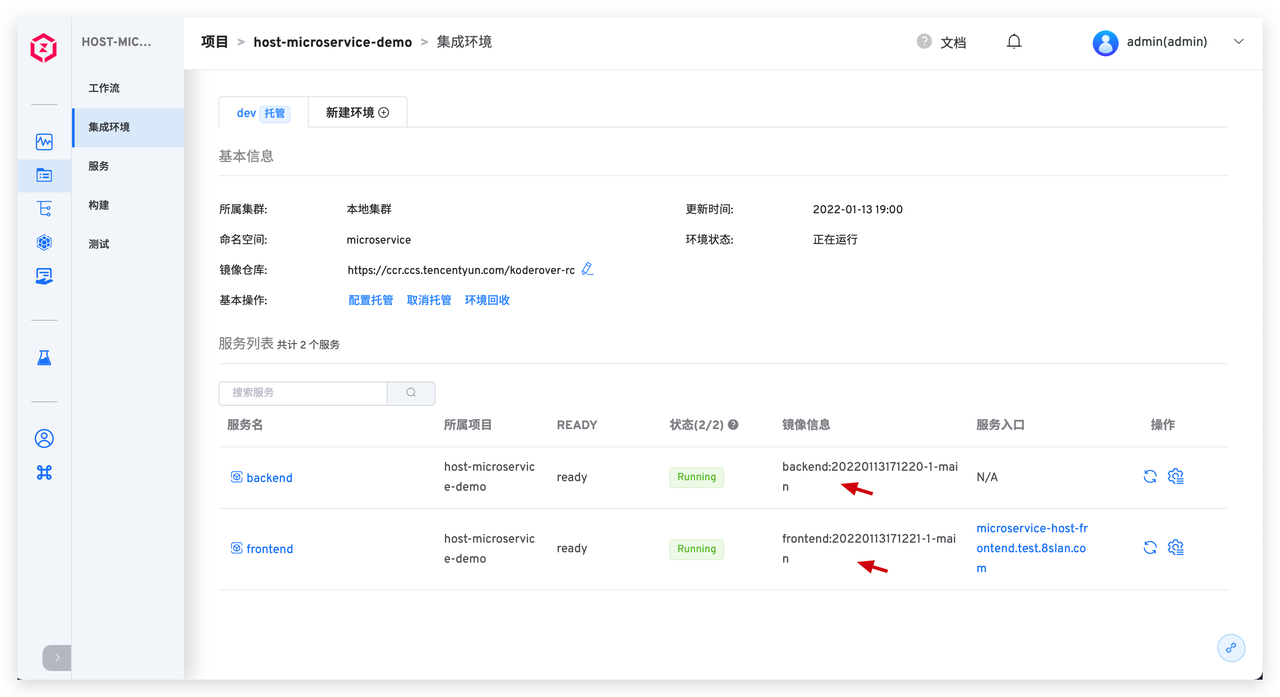 HOST-MIC...
项目 > host-microservice-demo > 集成环境
文档
admin(admin)
工作流
集成环境
服务
构建
测试
dev 托管
新建环境
基本信息
所属集群: 本地集群
更新时间: 2022-01-13 19:00
命名空间: microservice
环境状态: 正在运行
镜像仓库: https://ccr.ccs.tencentyun.com/koderover-rc
基本操作: 配置托管 取消托管 环境回收
服务列表 共计 2 个服务
搜索服务
服务名 所属项目 READY 状态(2/2) 镜像信息 服务入口 操作
backend
host-microservic
e-demo
ready
Running
backend:20220113171220-1-mai
n
N/A
frontend
host-microservic
e-demo
ready
Running
frontend:20220113171221-1-mai
n
microservice-host-fr
ontend.test.8slan.co
m